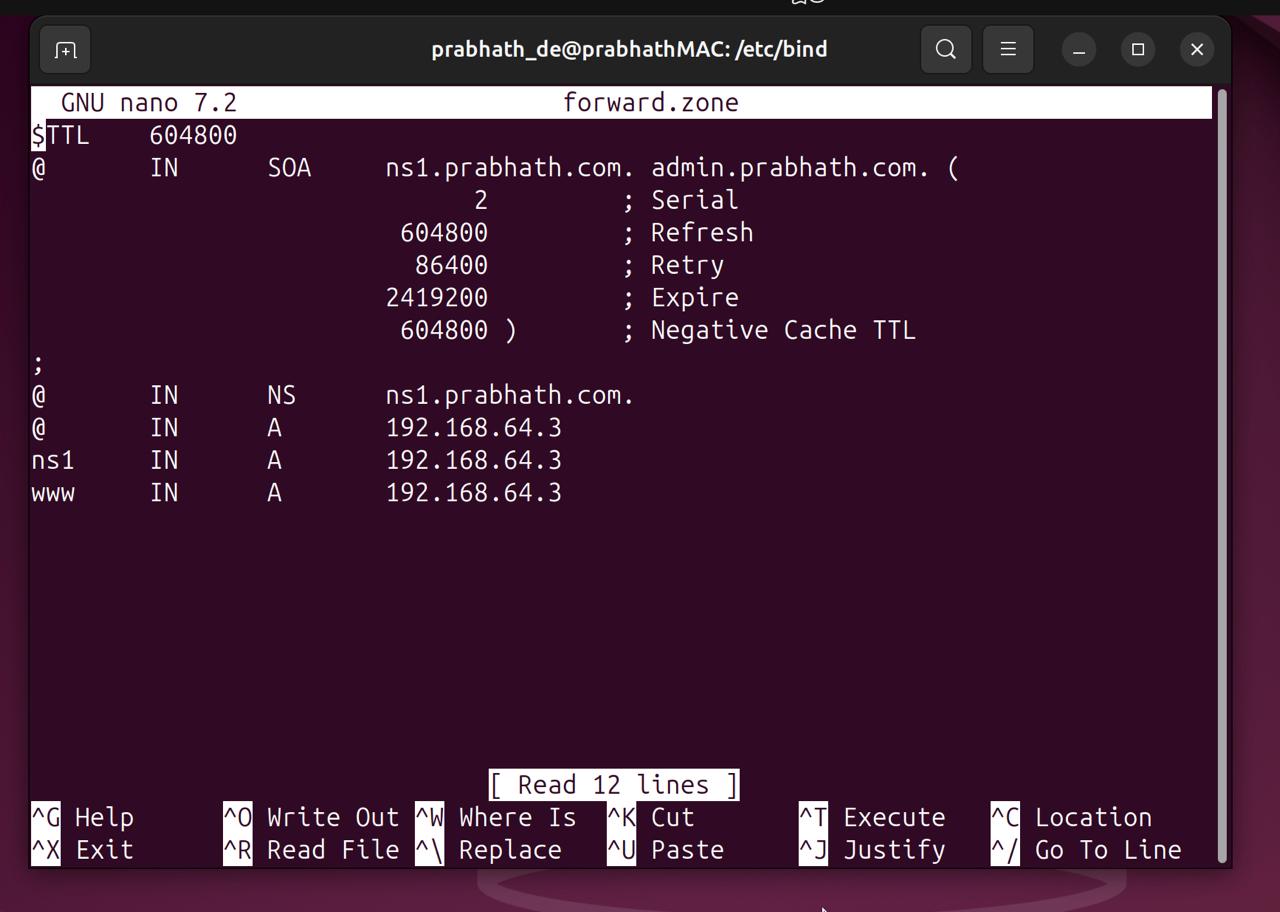 prabhath_de@prabhathMAC: /etc/bind
GNU nano 7.2 forward.zone
$TTL 604800
@ IN SOA ns1.prabhath.com. admin.prabhath.com. (
2 ; Serial
604800 ; Refresh
86400 ; Retry
2419200 ; Expire
604800 ) ; Negative Cache TTL
;
@ IN NS ns1.prabhath.com.
@ IN A 192.168.64.3
ns1 IN A 192.168.64.3
www IN A 192.168.64.3
[ Read 12 lines ]
^G Help ^O Write Out ^W Where Is ^K Cut ^T Execute ^C Location
^X Exit ^R Read File ^\ Replace ^U Paste ^J Justify ^/ Go To Line